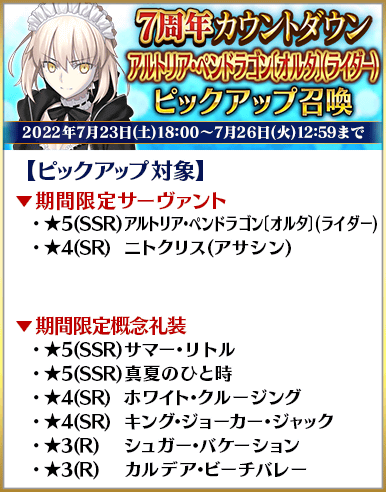 7周年カウントダウン
アルトリア・ペンドラゴン〔オルタ〕(ライダー)
ピックアップ召喚
2022年7月23日(土)18:00～7月26日(火)12:59まで
【ピックアップ対象】
▼期間限定サーヴァント
・★5(SSR)アルトリア・ペンドラゴン〔オルタ〕(ライダー)
・★4(SR) ニトクリス(アサシン)
▼期間限定概念礼装
・★5(SSR)サマー・リトル
・★5(SSR)真夏のひと時
・★4(SR) ホワイト・クルージング
・★4(SR) キング・ジョーカー・ジャック
・★3(R) シュガー・バケーション
・★3(R) カルデア・ビーチバレー